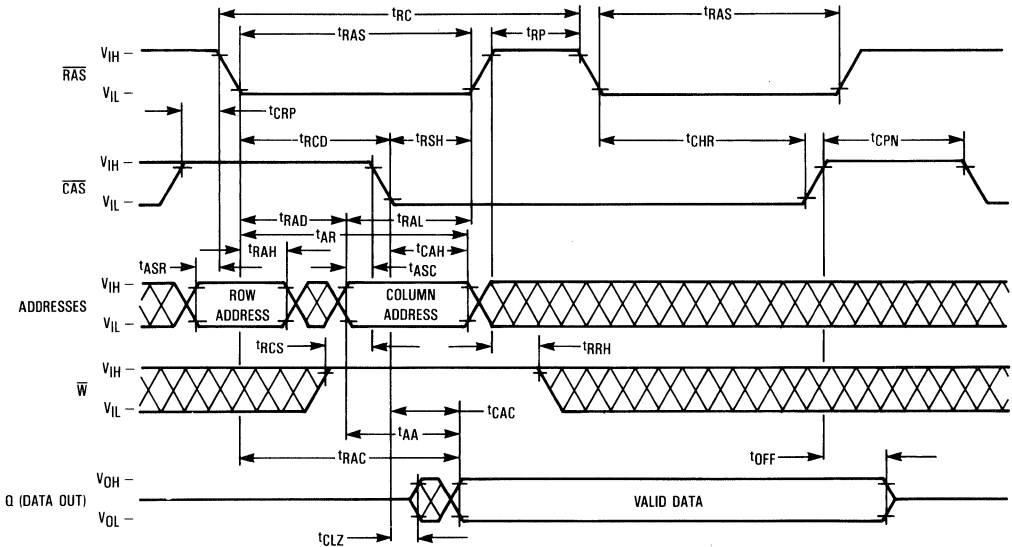 tRC
tRAS tRP tRAS
VIH
RAS
VIL
tCRP
tRCD tRSH tCHR tCPN
VIH
CAS
VIL
tRAD tRAL
tAR
tRAH tCAH
tASR tASC
VIH
ADDRESSES ROW ADDRESS COLUMN ADDRESS
VIL
tRCS tRRH
VIH
W
VIL
tCAC
tAA
tRAC tOFF
VOH
Q (DATA OUT) VALID DATA
VOL
tCLZ